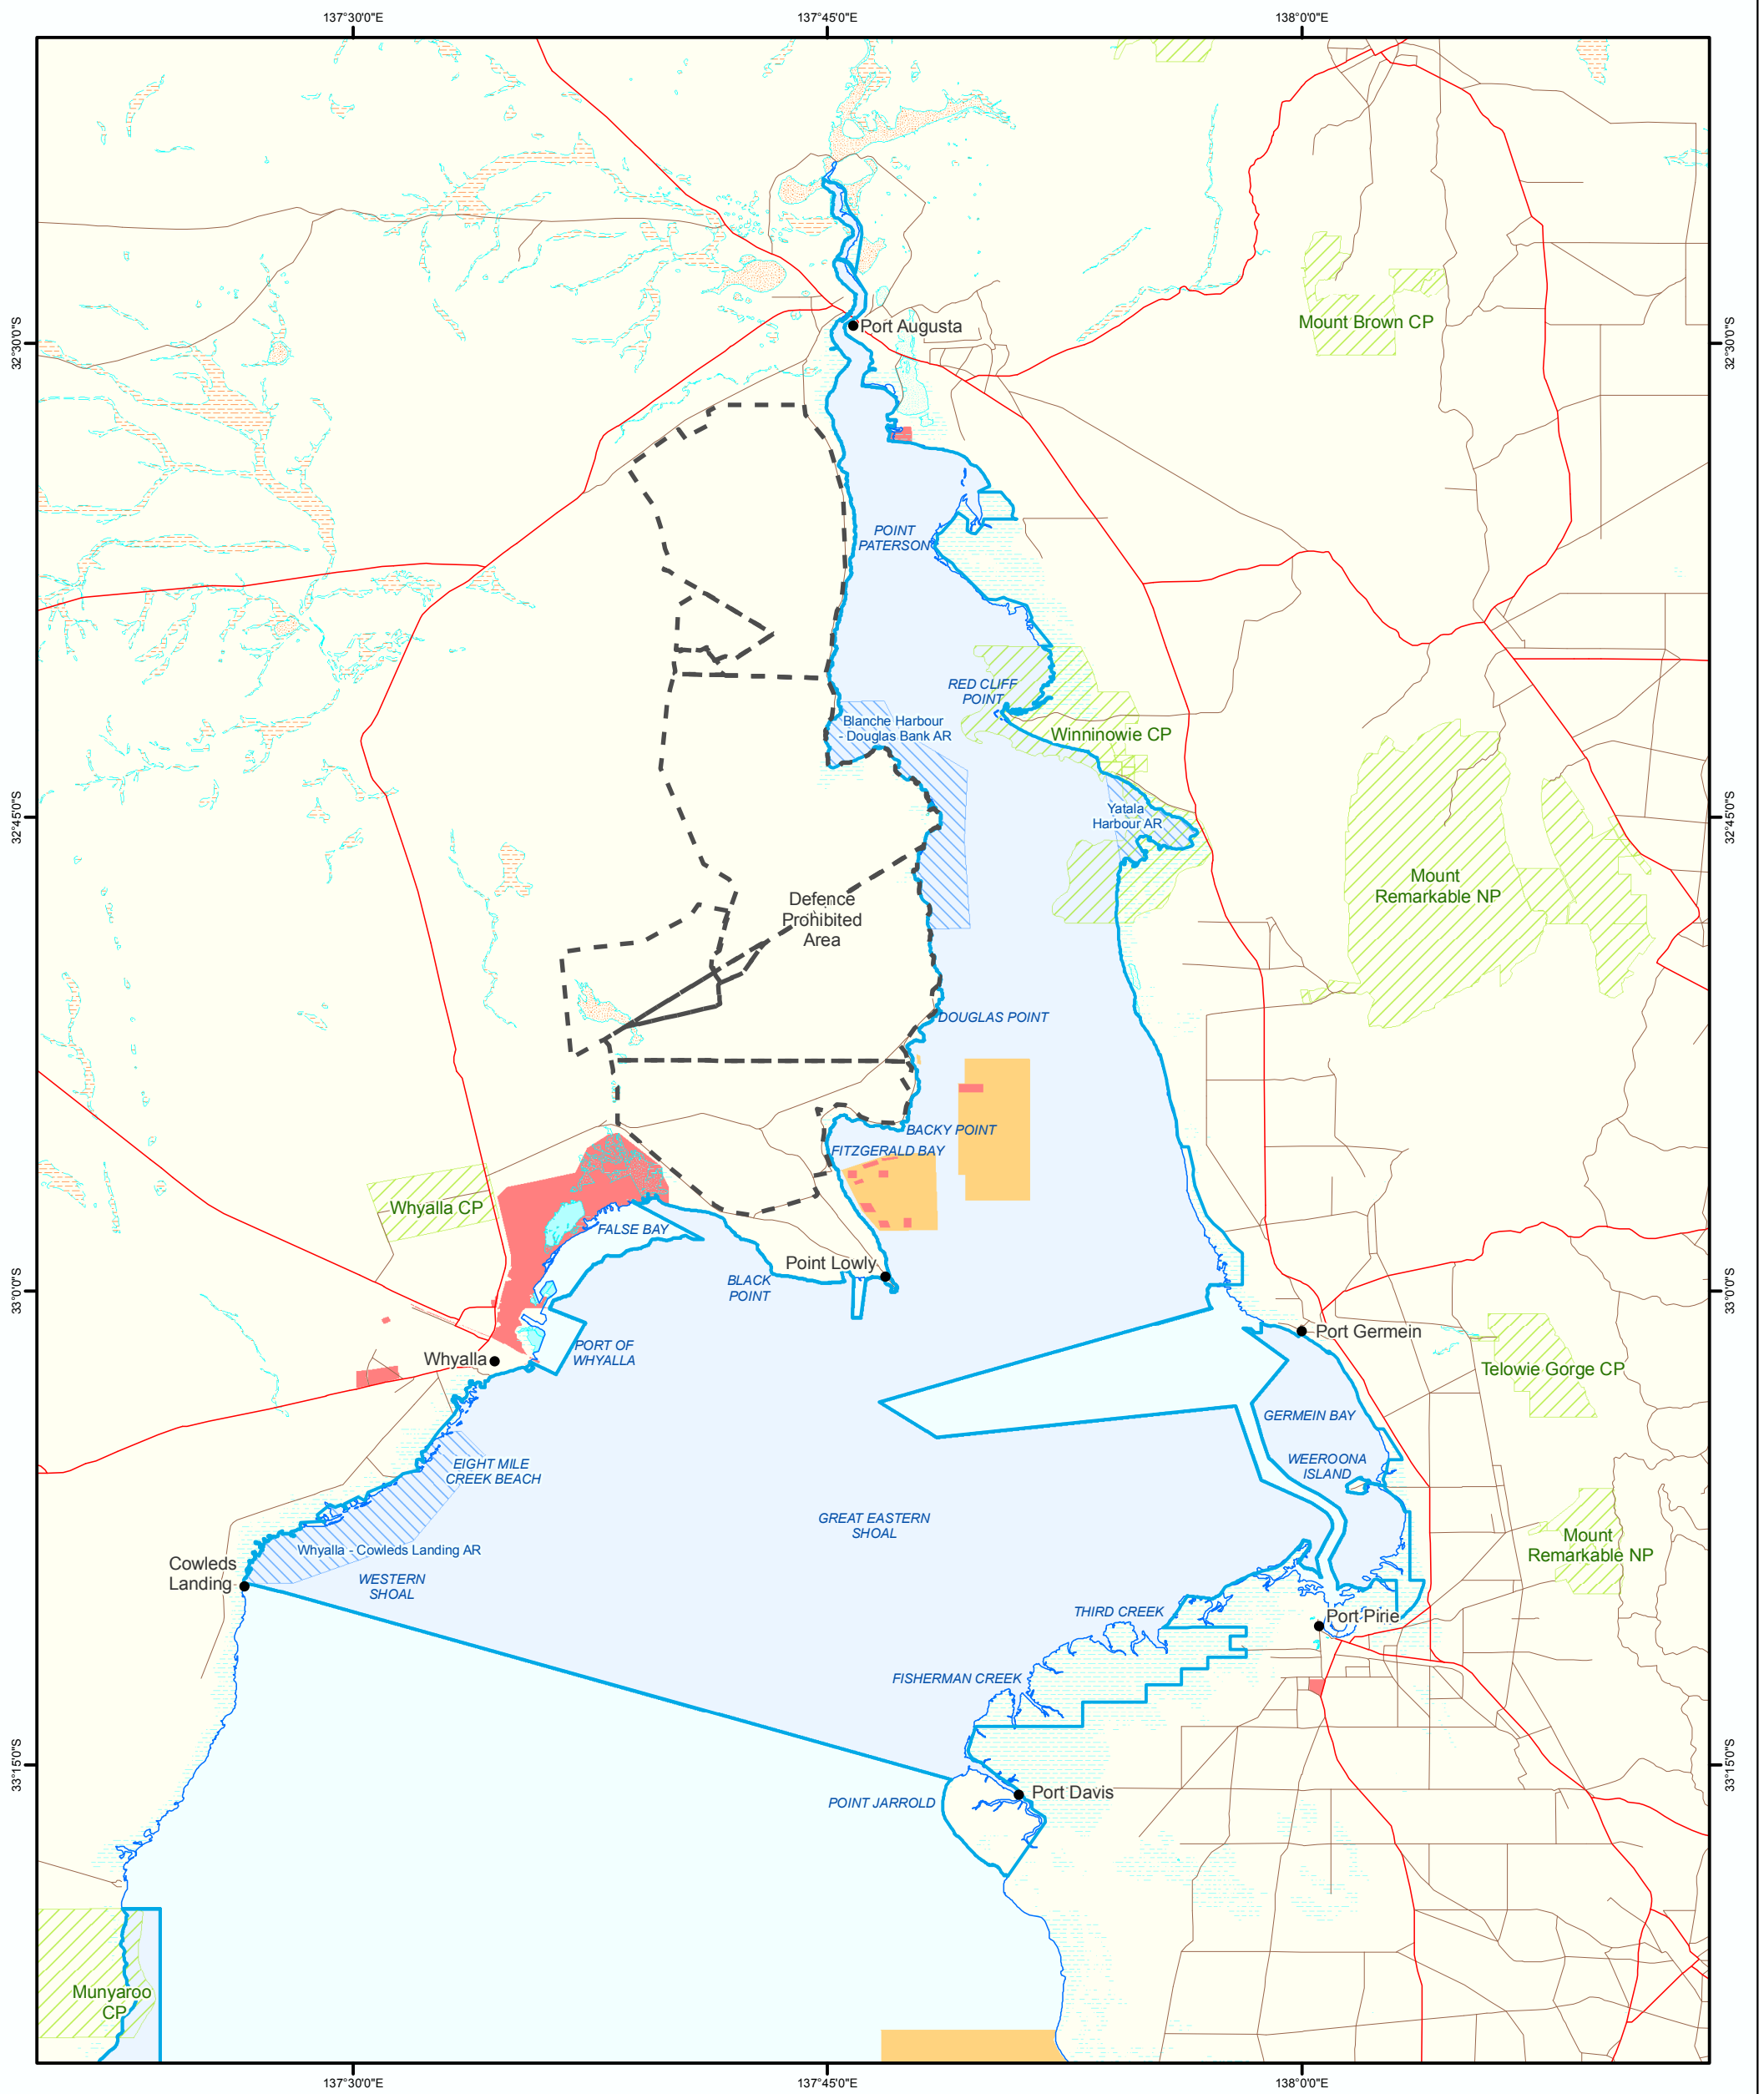 137°30'0"E
137°45'0"E
138°0'0"E
Port Augusta
Mount Brown CP
32°30'0"S
32°30'0"S
POINT
PATERSON
RED CLIFF
POINT
Blanche Harbour
- Douglas Bank AR
Winninowie CP
Yatala
Harbour AR
32°45'0"S
32°45'0"S
Mount
Remarkable NP
Defence
Prohibited
Area
DOUGLAS POINT
BACKY POINT
FITZGERALD BAY
Whyalla CP
FALSE BAY
Point Lowly
BLACK
POINT
33°0'0"S
33°0'0"S
Port Germein
PORT OF
WHYALLA
Whyalla
Telowie Gorge CP
GERMEIN BAY
EIGHT MILE
CREEK BEACH
WEEROONA
ISLAND
GREAT EASTERN
SHOAL
Mount
Remarkable NP
Whyalla - Cowleds Landing AR
Cowleds
Landing
WESTERN
SHOAL
THIRD CREEK
Port Pirie
FISHERMAN CREEK
33°15'0"S
33°15'0"S
Port Davis
POINT JARROLD
Munyaroo
CP
137°30'0"E
137°45'0"E
138°0'0"E